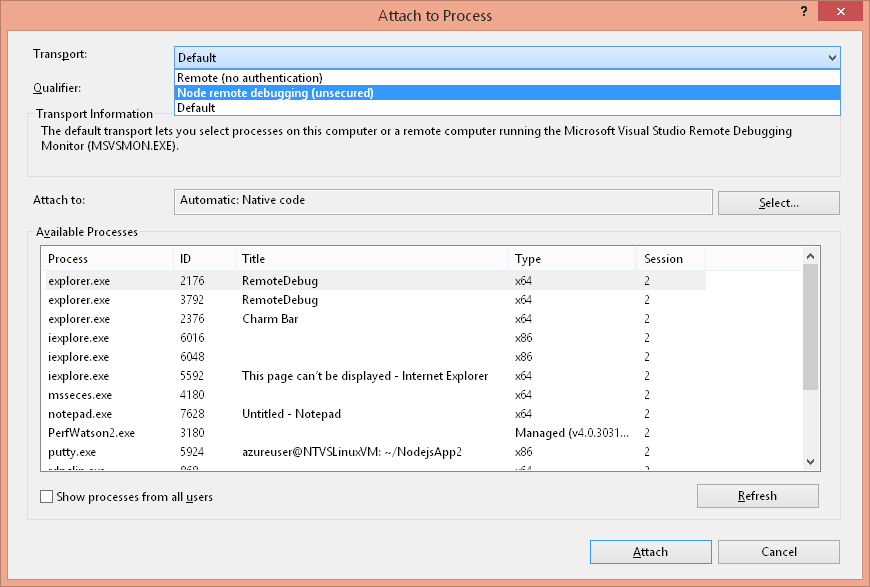 Attach to Process
?
Transport:
Default
Remote (no authentication)
Qualifier:
Node remote debugging (unsecured)
Default
Transport Information
The default transport lets you select processes on this computer or a remote computer running the Microsoft Visual Studio Remote Debugging
Monitor (MSVSMON.EXE).
Attach to: Automatic: Native code Select...
Available Processes
Process ID Title Type Session
explorer.exe 2176 RemoteDebug x64 2
explorer.exe 3792 RemoteDebug x64 2
explorer.exe 2376 Charm Bar x64 2
iexplore.exe 6016 x86 2
iexplore.exe 6048 x86 2
iexplore.exe 5592 This page can't be displayed - Internet Explorer x64 2
msseces.exe 4180 x64 2
notepad.exe 7628 Untitled - Notepad x64 2
PerfWatson2.exe 3180 Managed (v4.0.3031... 2
putty.exe 5924 azureuser@NTVSLinuxVM: ~/NodejsApp2 x86 2
Show processes from all users
Refresh
Attach Cancel